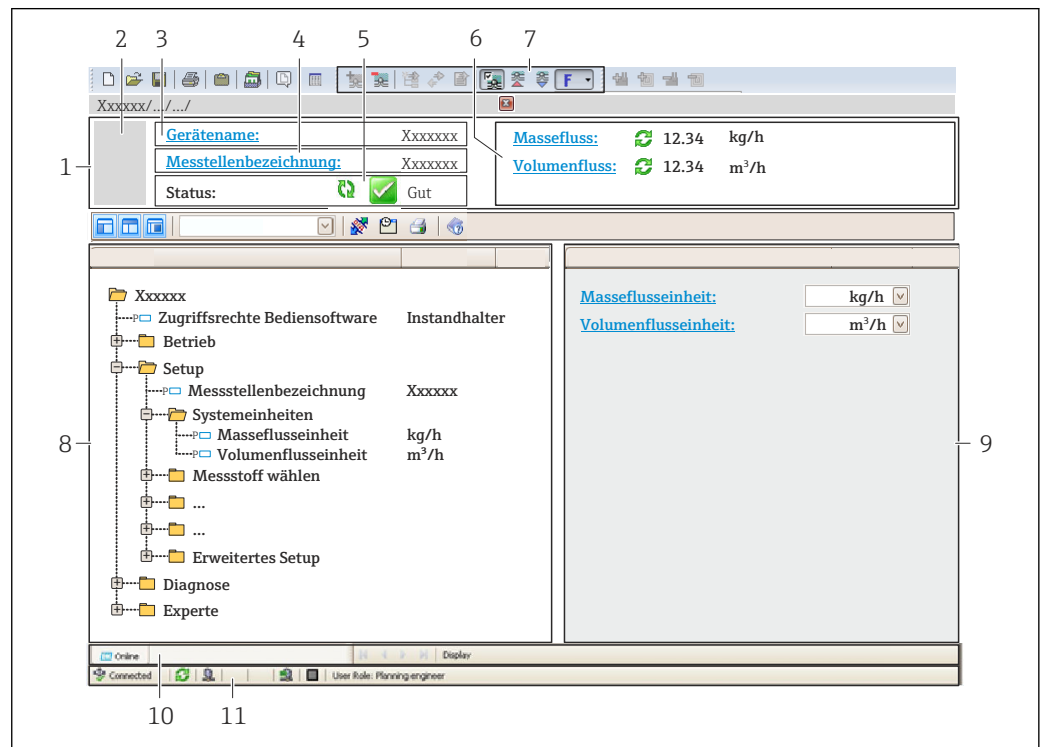 2 3 4 5 6 7
F
Xxxxxx/.../.../
1
Gerätename: Xxxxxxx
Messtellenbezeichnung: Xxxxxxx
Status: Gut
Massefluss: 12.34 kg/h
Volumenfluss: 12.34 m³/h
Xxxxxx
P Zugriffsrechte Bediensoftware Instandhalter
Betrieb
Setup
P Messstellenbezeichnung Xxxxxx
Systemeinheiten
P Masseflusseinheit kg/h
P Volumenflusseinheit m³/h
Messstoff wählen
...
...
Erweitertes Setup
Diagnose
Experte
8
Masseflusseinheit: kg/h
Volumenflusseinheit: m³/h
9
Online Display
Connected User Role: Planning engineer
10 11